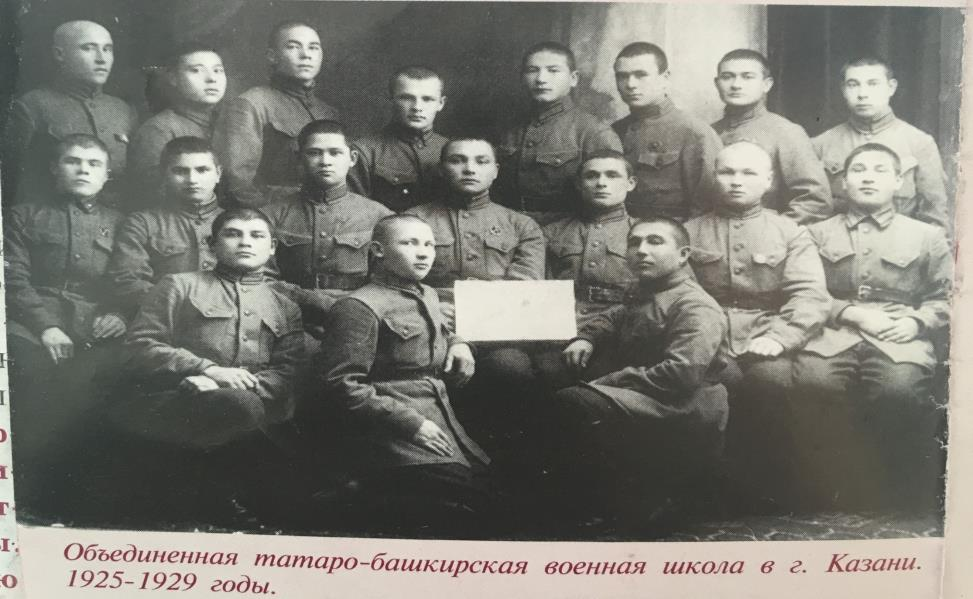 Объединенная татаро-башкирская военная школа в г. Казани.
1925-1929 годы.